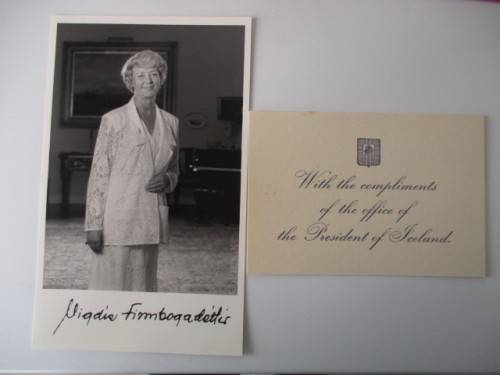 Vigdís Finnbogadóttir
With the compliments
of the office of
the President of Iceland.